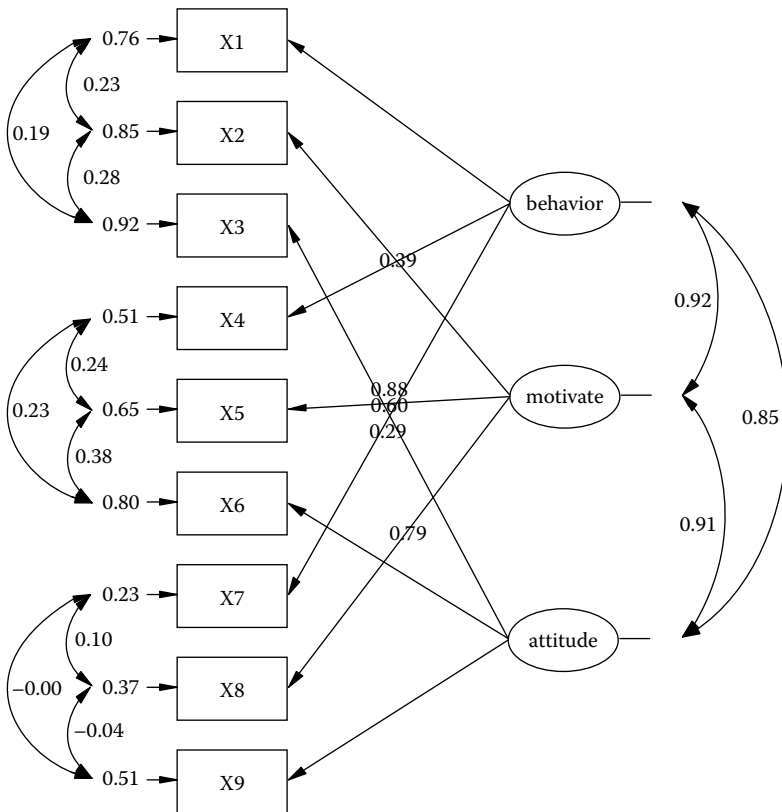 0.76 X1
0.23
0.19
0.85 X2
0.28
0.92 X3
behavior
0.39
0.51 X4
0.92
0.24
0.23
0.88
0.60
0.29
0.65 X5
motivate
0.85
0.38
0.80 X6
0.79
0.91
0.23 X7
0.10
attitude
−0.00
0.37 X8
−0.04
0.51 X9